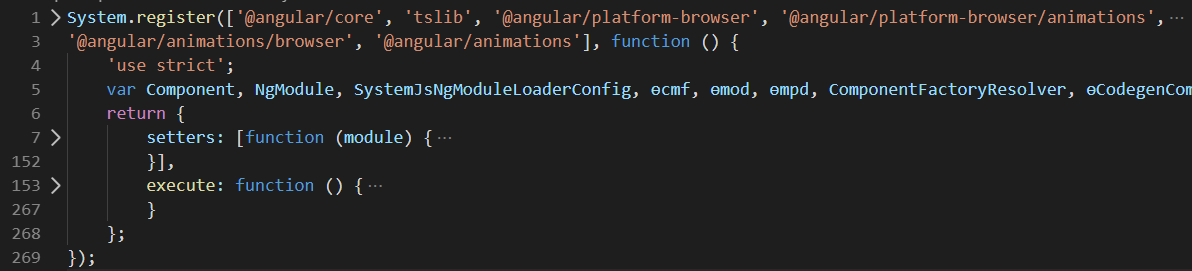 1 System.register(['@angular/core', 'tslib', '@angular/platform-browser', '@angular/platform-browser/animations',···
3 '@angular/animations/browser', '@angular/animations'], function () {
4 'use strict';
5 var Component, NgModule, SystemJsNgModuleLoaderConfig, ɵcmf, ɵmod, ɵmpd, ComponentFactoryResolver, ɵCodegenCom
6 return {
7 setters: [function (module) {···
152 }],
153 execute: function () {···
267 }
268 };
269 });